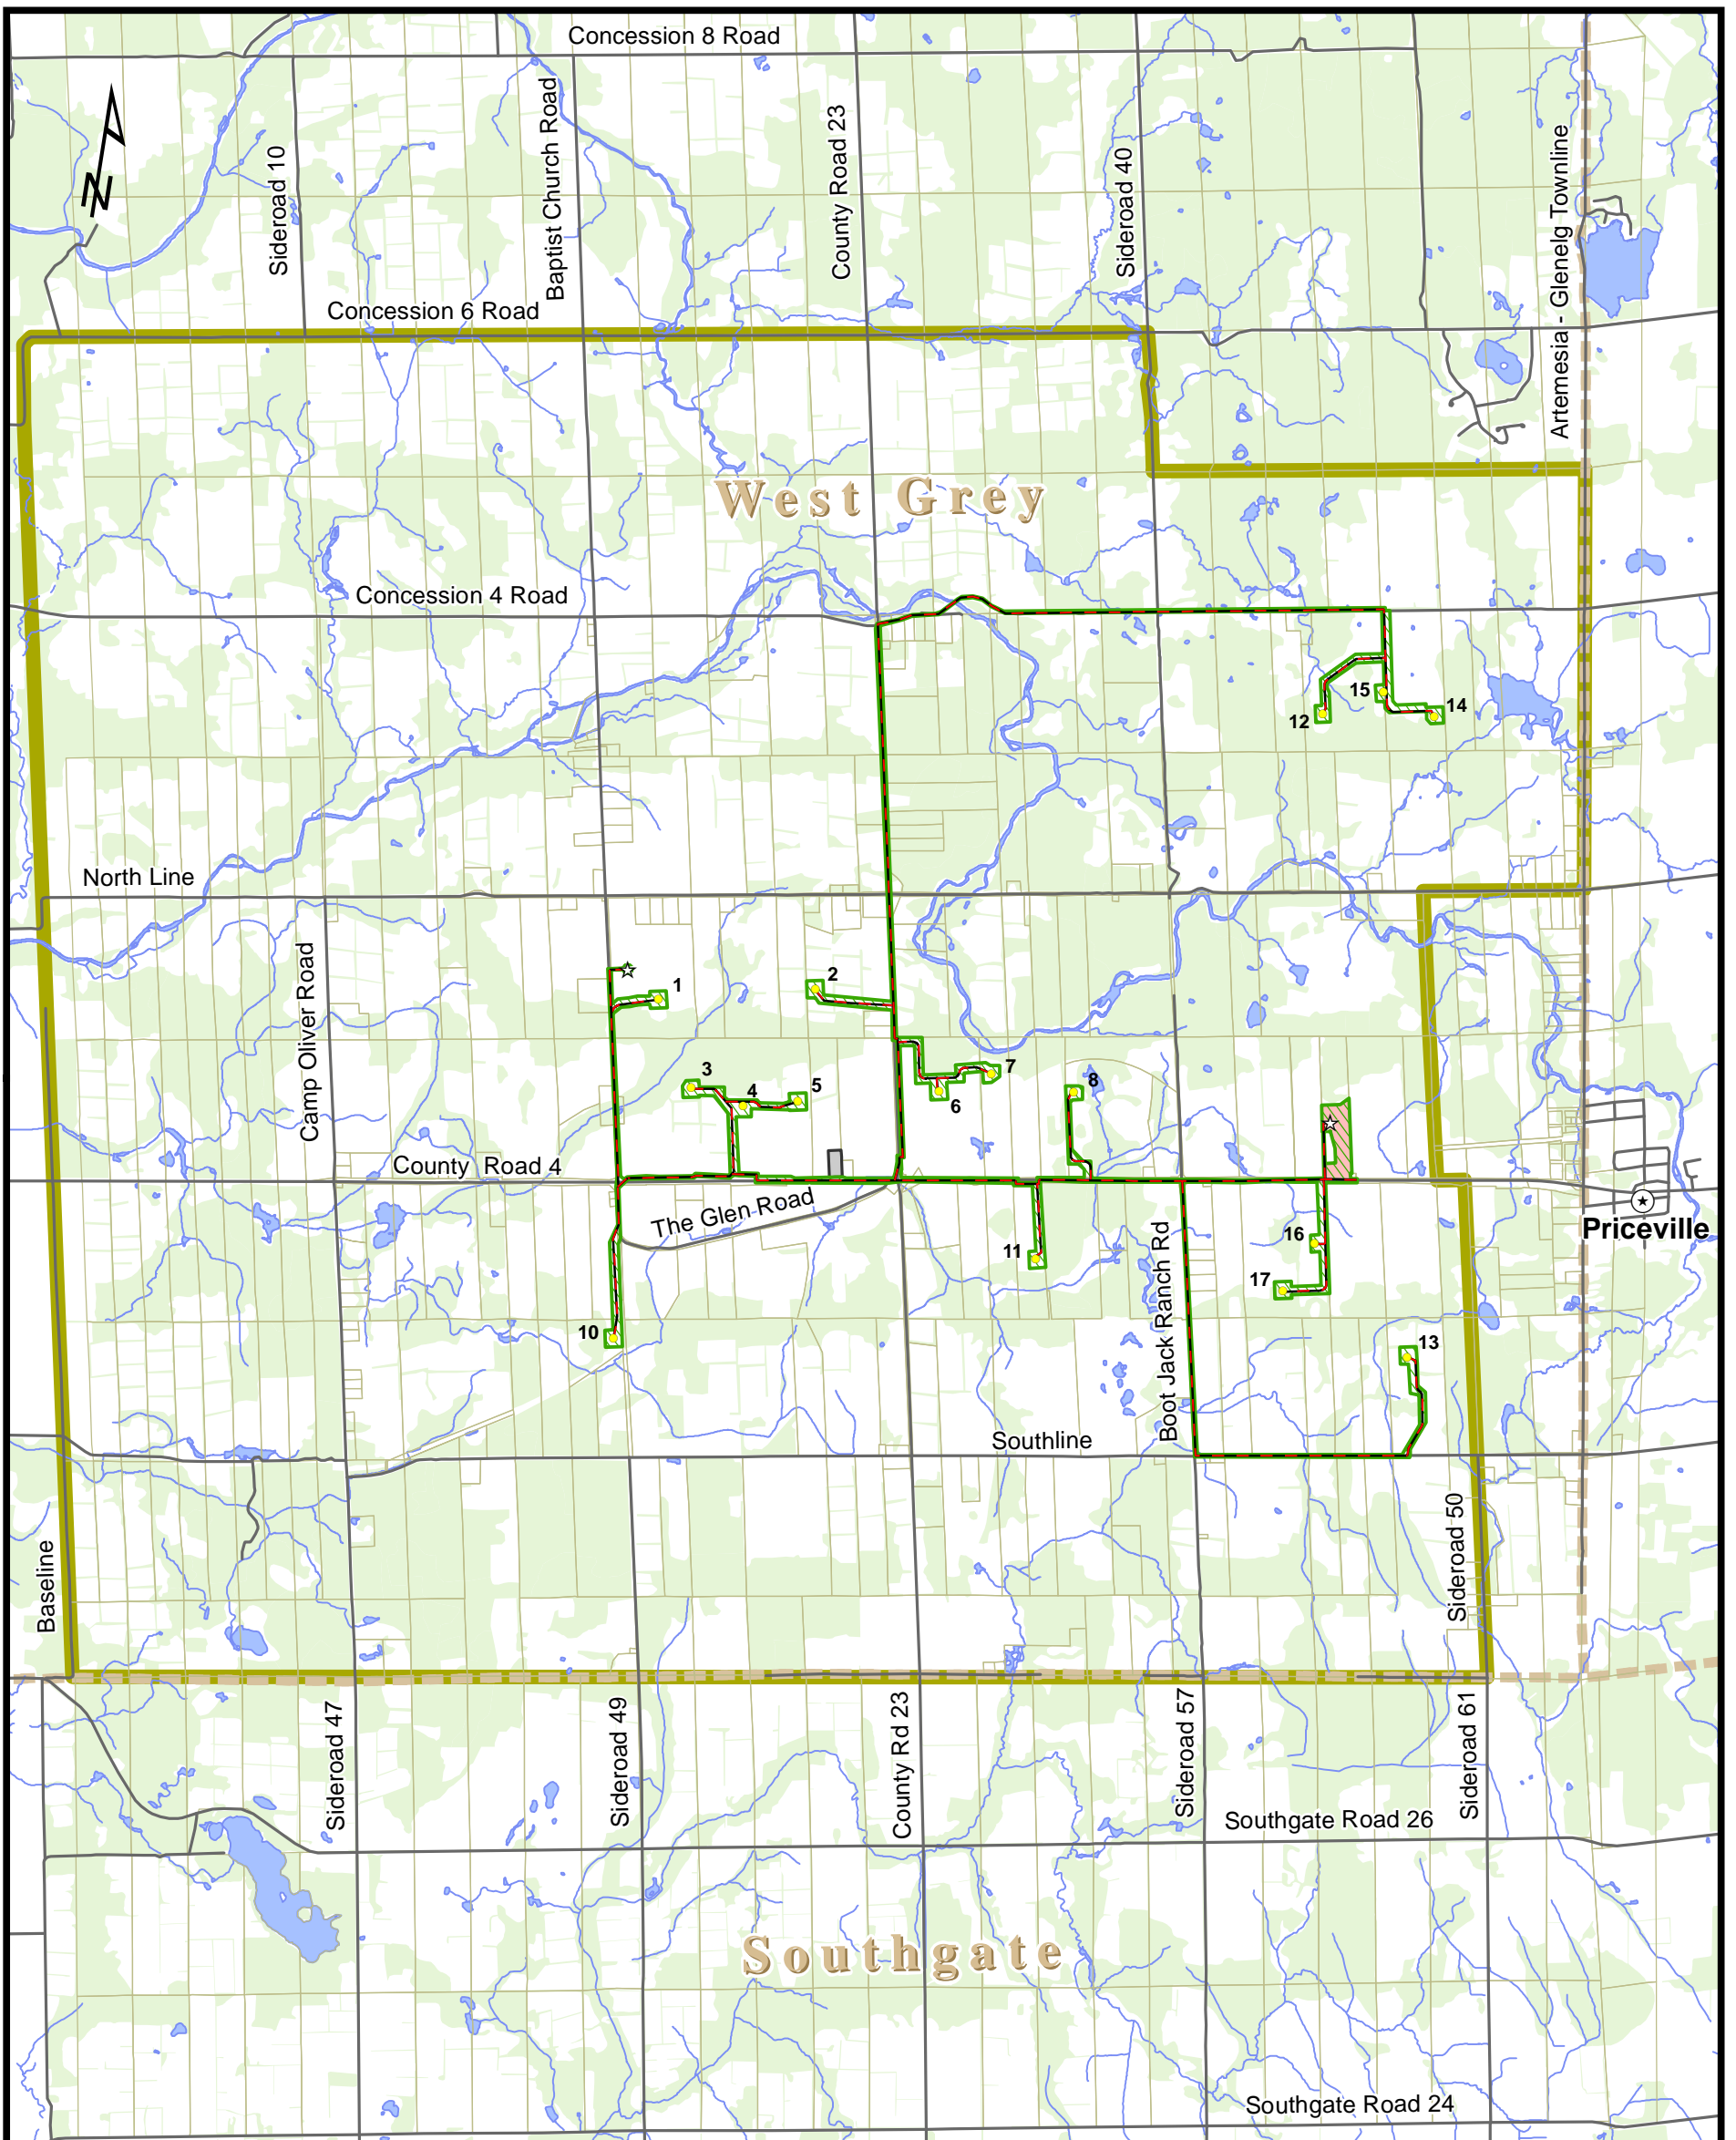 Concession 8 Road
Baptist Church Road
County Road 23
Artemesia - Glenelg Townline
Sideroad 10
Sideroad 40
N
Concession 6 Road
West Grey
Concession 4 Road
15
14
12
North Line
Camp Oliver Road
1
2
3
4
5
7
6
8
County Road 4
The Glen Road
Priceville
11
16
17
10
Boot Jack Ranch Rd
13
Southline
Baseline
Sideroad 50
Sideroad 47
Sideroad 49
County Rd 23
Sideroad 57
Sideroad 61
Southgate Road 26
Southgate
Southgate Road 24